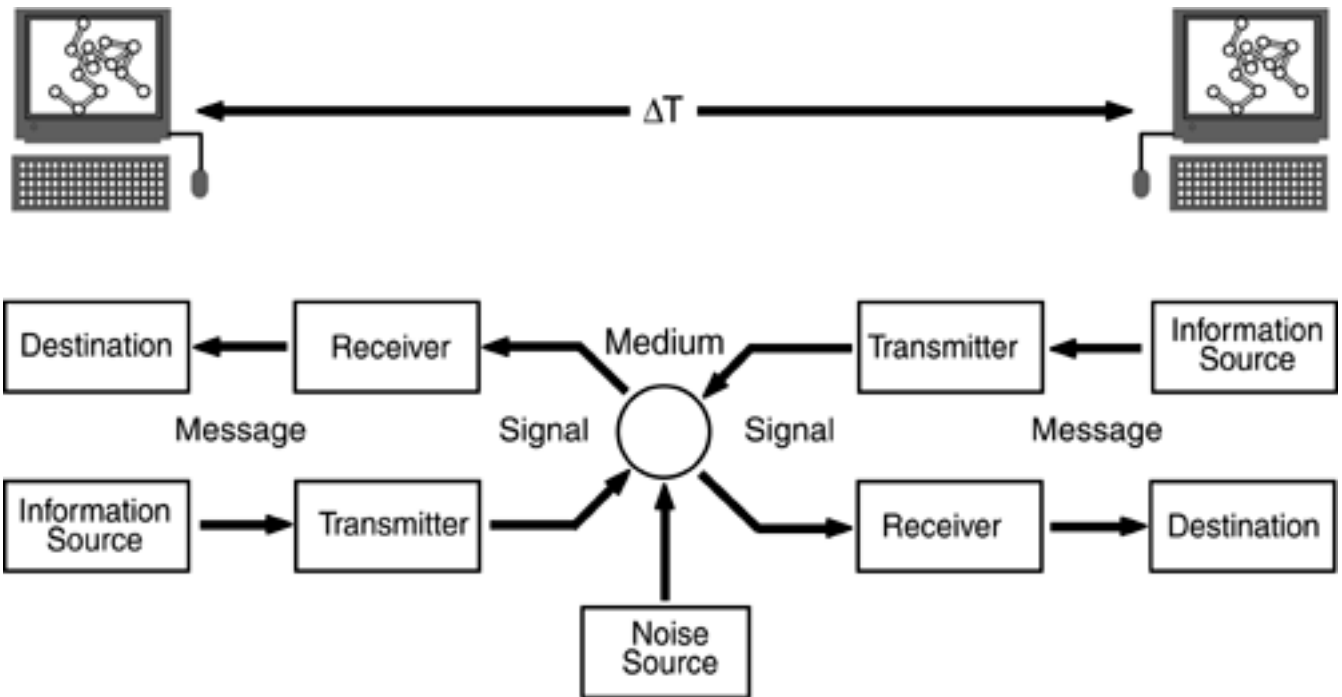 ΔT
Destination
Receiver
Medium
Transmitter
Information
Source
Message
Signal
Signal
Message
Information
Source
Transmitter
Receiver
Destination
Noise
Source